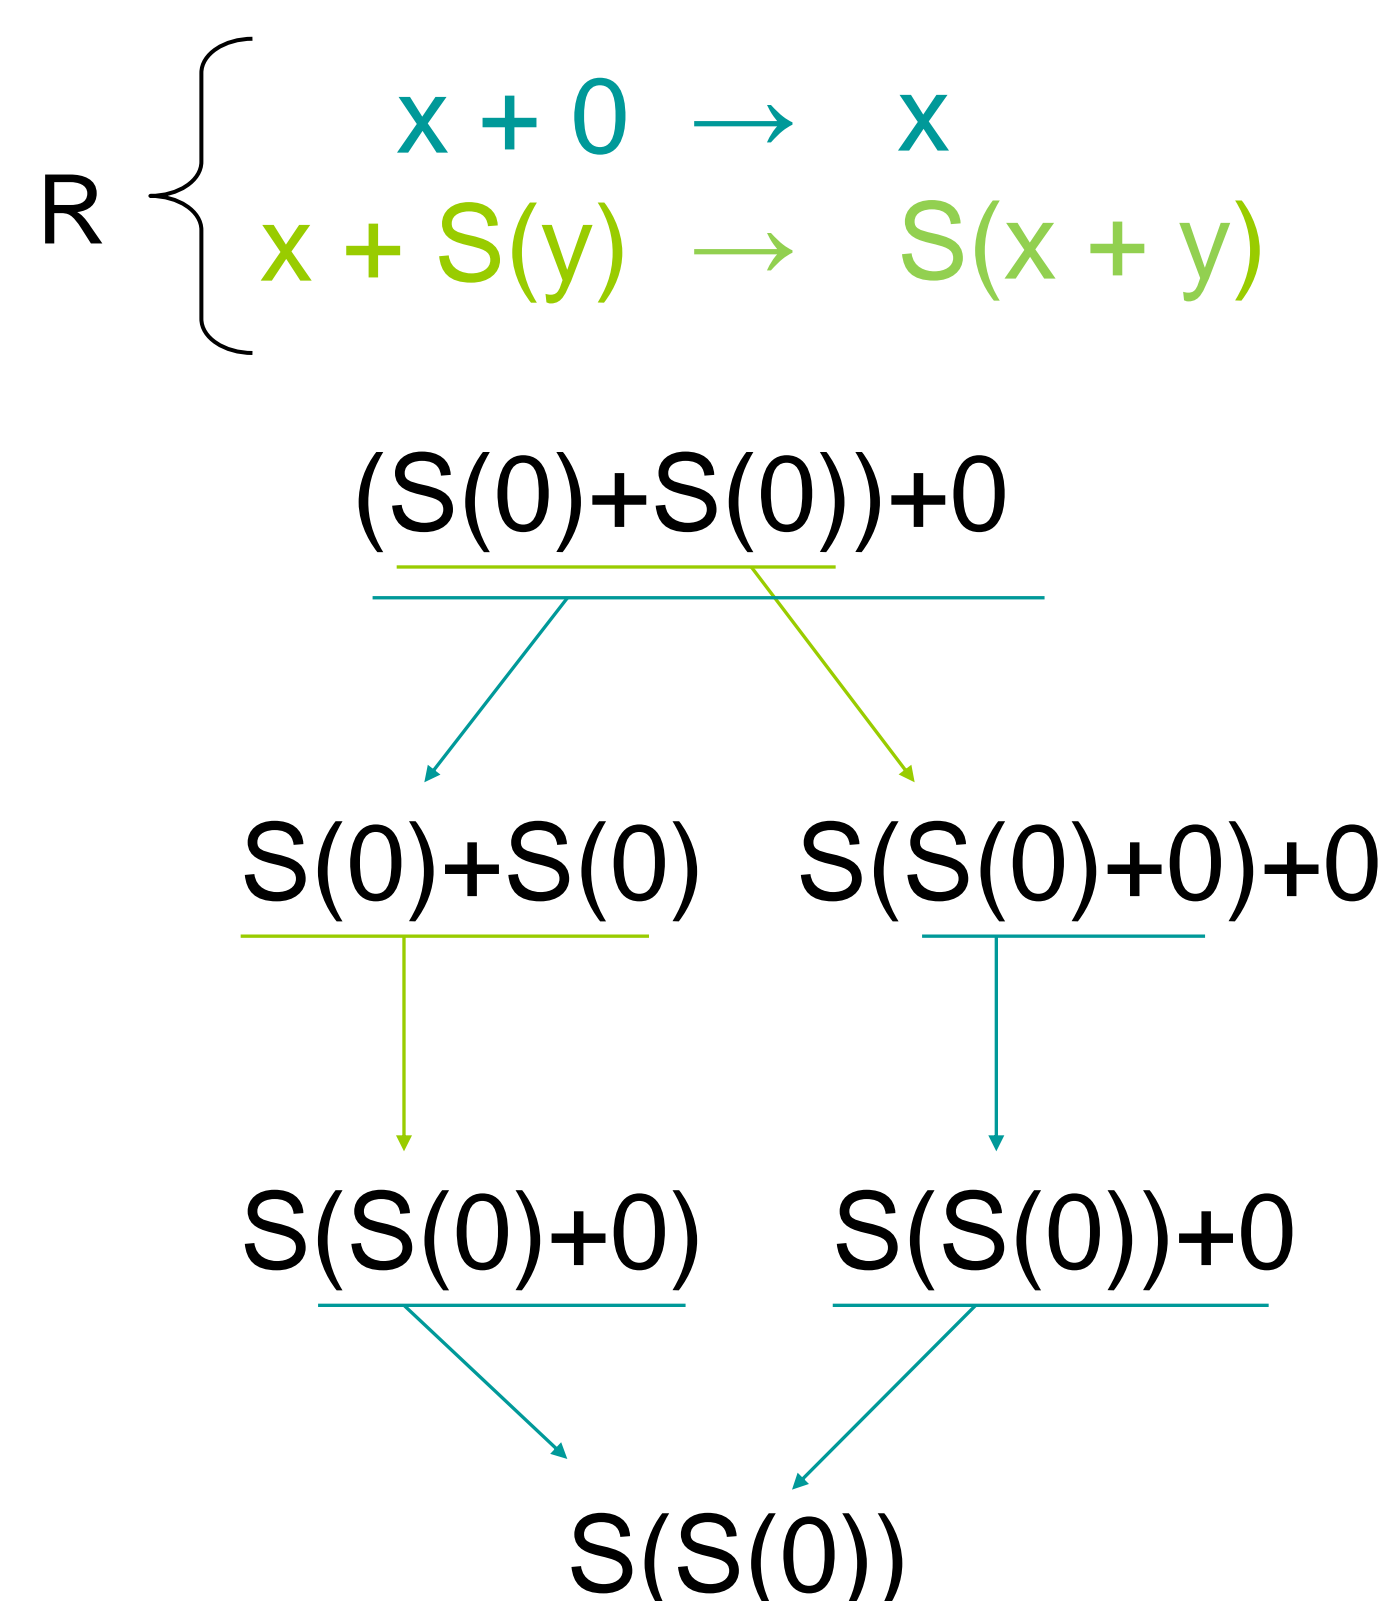 x + 0 → x
R
x + S(y) → S(x + y)
(S(0)+S(0))+0
S(0)+S(0) S(S(0)+0)+0
S(S(0)+0) S(S(0))+0
S(S(0))